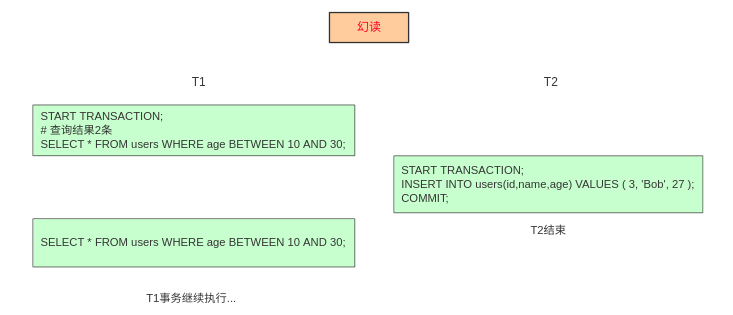 幻读
T1
T2
START TRANSACTION;
# 查询结果2条
SELECT * FROM users WHERE age BETWEEN 10 AND 30;
START TRANSACTION;
INSERT INTO users(id,name,age) VALUES ( 3, 'Bob', 27 );
COMMIT;
T2结束
SELECT * FROM users WHERE age BETWEEN 10 AND 30;
T1事务继续执行...